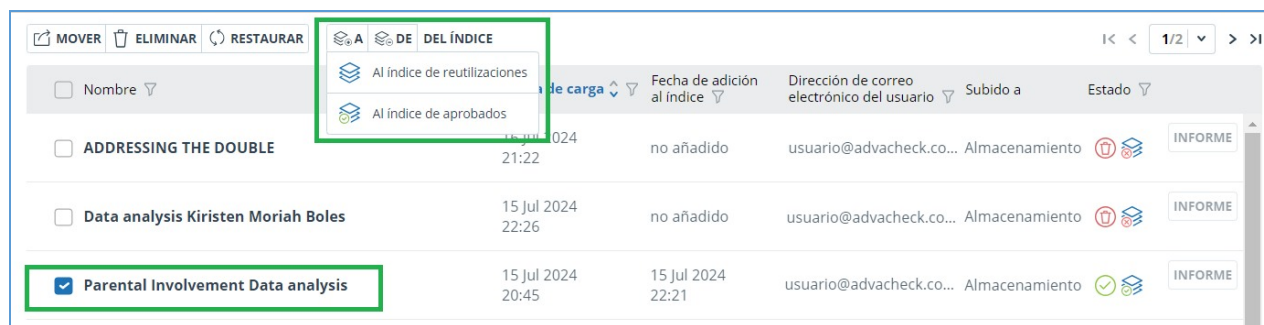 MOVER ELIMINAR RESTAURAR A DE DEL ÍNDICE 1/2
Al índice de reutilizaciones
Al índice de aprobados
Nombre de carga Fecha de adición al índice Dirección de correo electrónico del usuario Subido a Estado
ADDRESSING THE DOUBLE 16 Jul 2024 21:22 no añadido usuario@advacheck.co... Almacenamiento INFORME
Data analysis Kiristen Moriah Boles 15 Jul 2024 22:26 no añadido usuario@advacheck.co... Almacenamiento INFORME
Parental Involvement Data analysis 15 Jul 2024 20:45 15 Jul 2024 22:21 usuario@advacheck.co... Almacenamiento INFORME